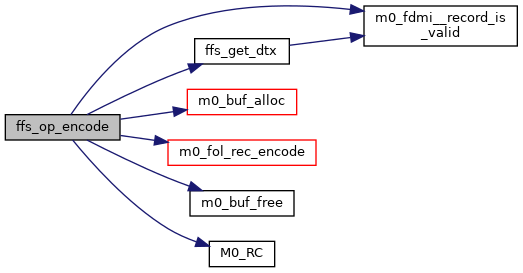 m0_fdmi__record_is
_valid
ffs_get_dtx
m0_buf_alloc
ffs_op_encode
m0_fol_rec_encode
m0_buf_free
M0_RC